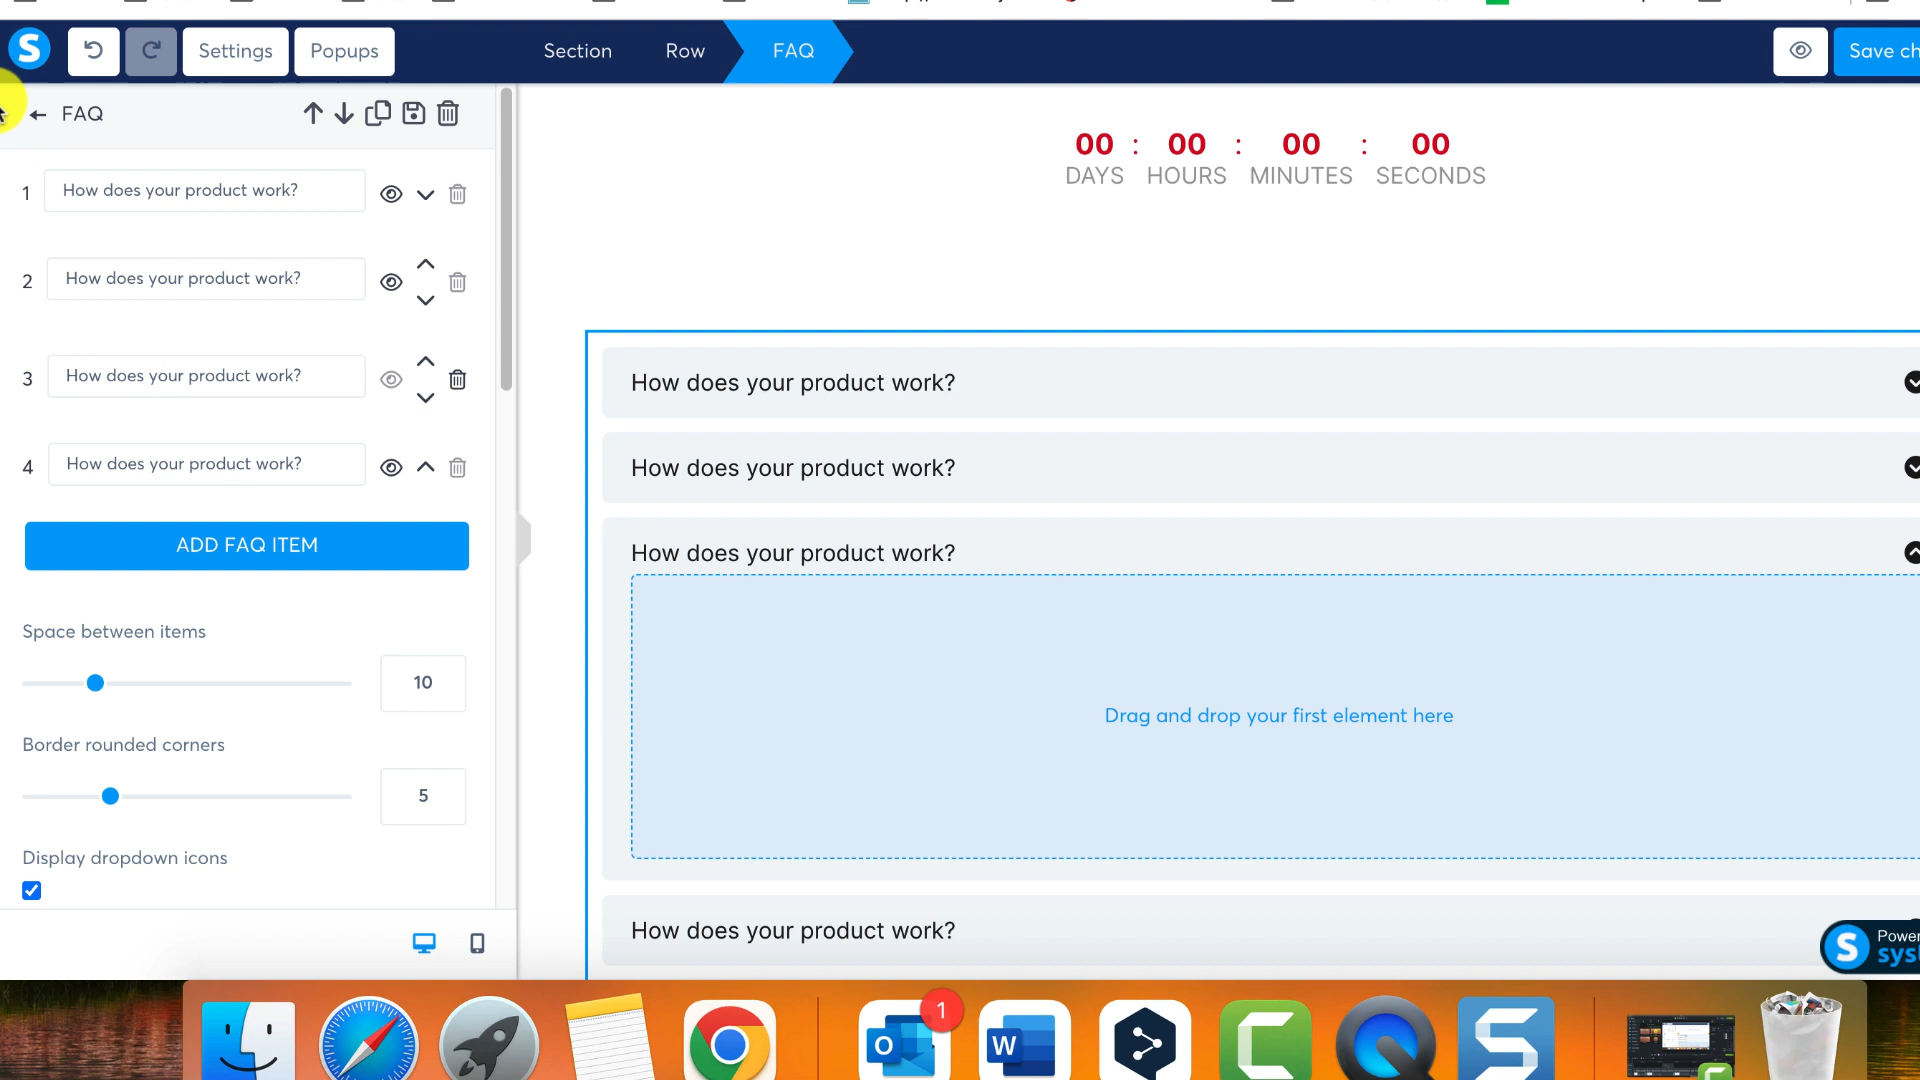 S Settings Popups Section Row FAQ Save ch
FAQ
1 How does your product work?
2 How does your product work?
3 How does your product work?
4 How does your product work?
ADD FAQ ITEM
Space between items
10
Border rounded corners
5
Display dropdown icons
00 : 00 : 00 : 00
DAYS HOURS MINUTES SECONDS
How does your product work?
How does your product work?
How does your product work?
Drag and drop your first element here
How does your product work?
S Power
sys
1
O W C S